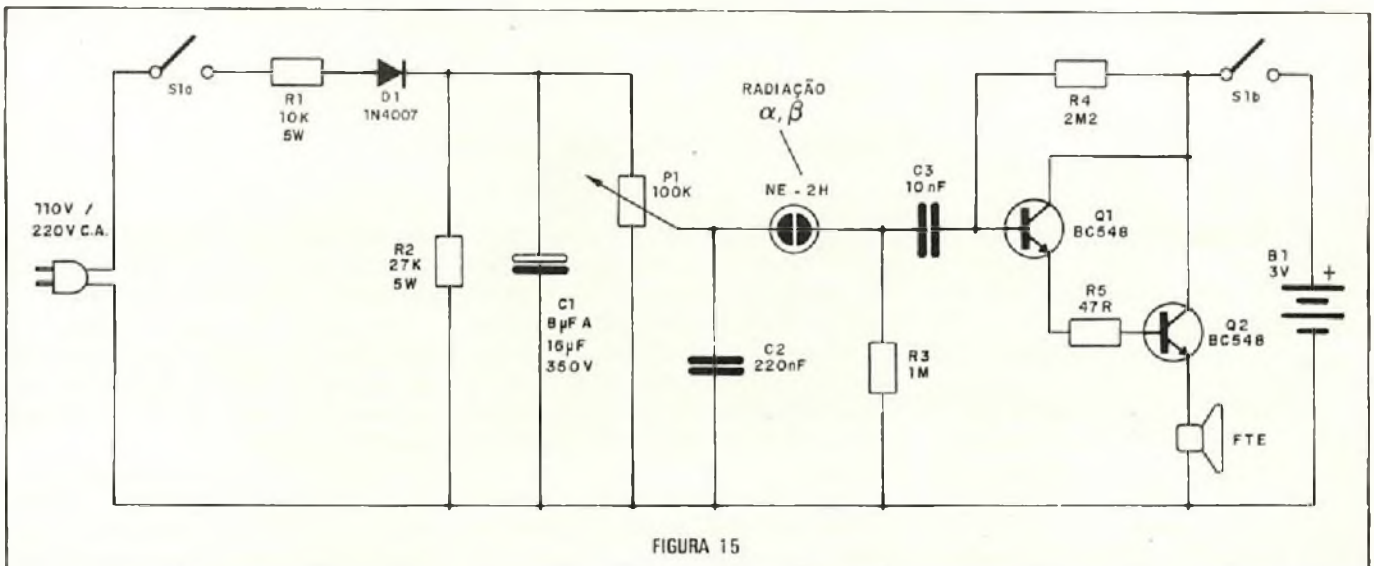 S1a
R1
10K
5W
D1
1N4007
110V /
220V C.A.
R2
27K
5W
C1
8µF A
16µF
350V
P1
100K
C2
220nF
RADIAÇÃO
α, β
NE - 2H
R3
1M
C3
10nF
R4
2M2
Q1
BC548
R5
47R
Q2
BC548
FTE
S1b
B1
3V
+
FIGURA 15